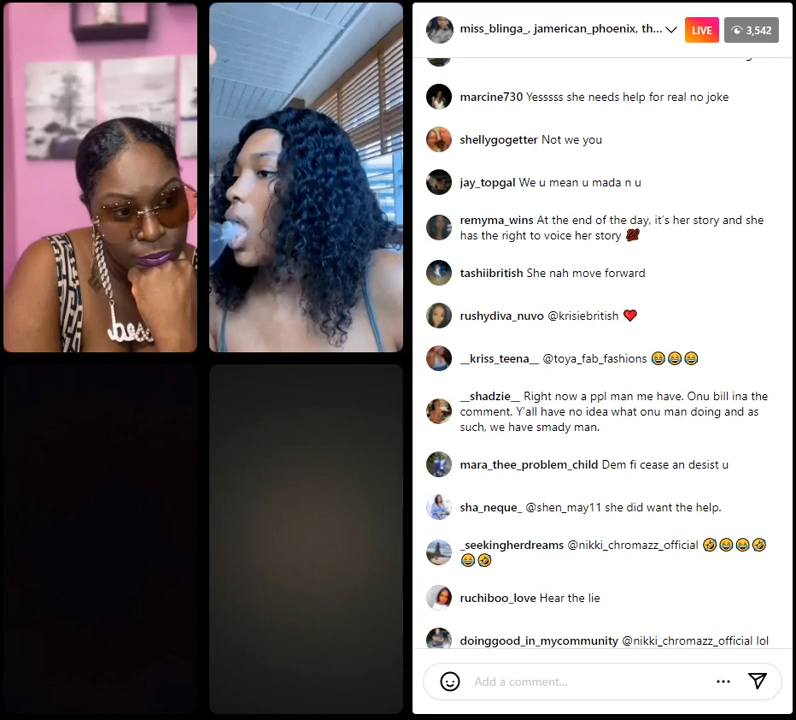 miss_blinga_, jamerican_phoenix, th...
LIVE
3,542
marcine730 Yesssss she needs help for real no joke
shellygogetter Not we you
jay_topgal We u mean u mada n u
remyma_wins At the end of the day, it's her story and she
has the right to voice her story
tashiibritish She nah move forward
rushydiva_nuvo @krisiebritish ❤️
__kriss_teena__ @toya_fab_fashions 😂😂😂
__shadzie__ Right now a ppl man me have. Onu bill ina the
comment. Y'all have no idea what onu man doing and as
such, we have smady man.
mara_thee_problem_child Dem fi cease an desist u
sha_neque_ @shen_may11 she did want the help.
_seekingherdreams @nikki_chromazz_official 🤣😂😂🤣
😂🤣
ruchiboo_love Hear the lie
doinggood_in_mycommunity @nikki_chromazz_official lol
Add a comment...